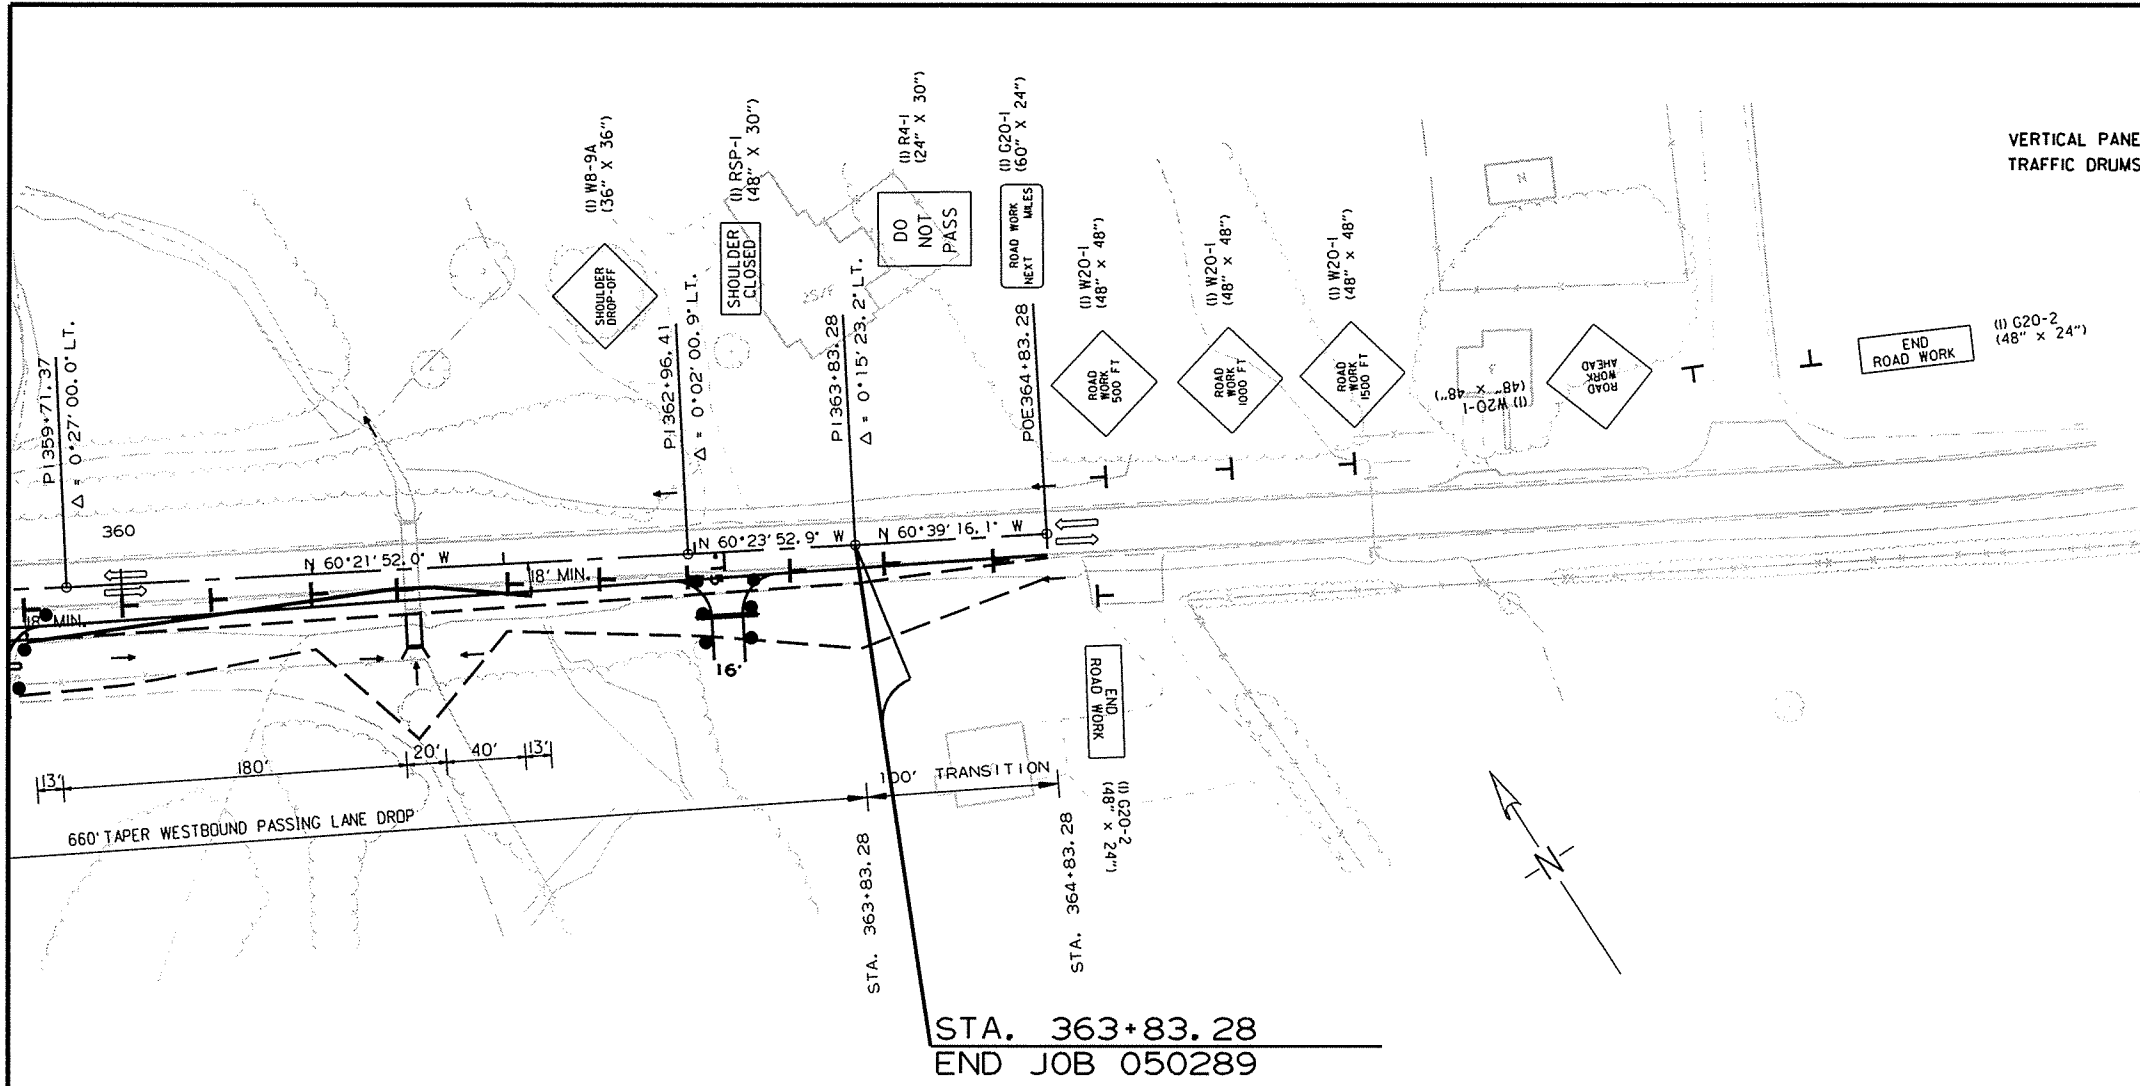 VERTICAL PANE
TRAFFIC DRUMS
(1) W8-9A
(36" X 36")
SHOULDER
DROP-OFF
(1) RSP-1
(48" X 30")
SHOULDER
CLOSED
(1) R4-1
(24" X 30")
DO
NOT
PASS
(1) G20-1
(60" X 24")
ROAD WORK
NEXT MILES
(1) W20-1
(48" X 48")
ROAD
WORK
500 FT
(1) W20-1
(48" X 48")
ROAD
WORK
1000 FT
(1) W20-1
(48" X 48")
ROAD
WORK
1500 FT
(1) W20-1
(48" X 48")
ROAD
WORK
AHEAD
END
ROAD WORK
(1) G20-2
(48" X 24")
PI359+71.37
Δ = 0°27'00.0" LT.
PI362+96.41
Δ = 0°02'00.9" LT.
PI363+83.28
Δ = 0°15'23.2" LT.
POE364+83.28
360
N 60°21'52.0" W
N 60°23'52.9" W
N 60°39'16.1" W
18' MIN.
18' MIN.
16'
END
ROAD WORK
(1) G20-2
(48" X 24")
13'
180'
20'
40'
13'
660' TAPER WESTBOUND PASSING LANE DROP
100' TRANSITION
STA. 363+83.28
STA. 364+83.28
N
STA. 363+83.28
END JOB 050289